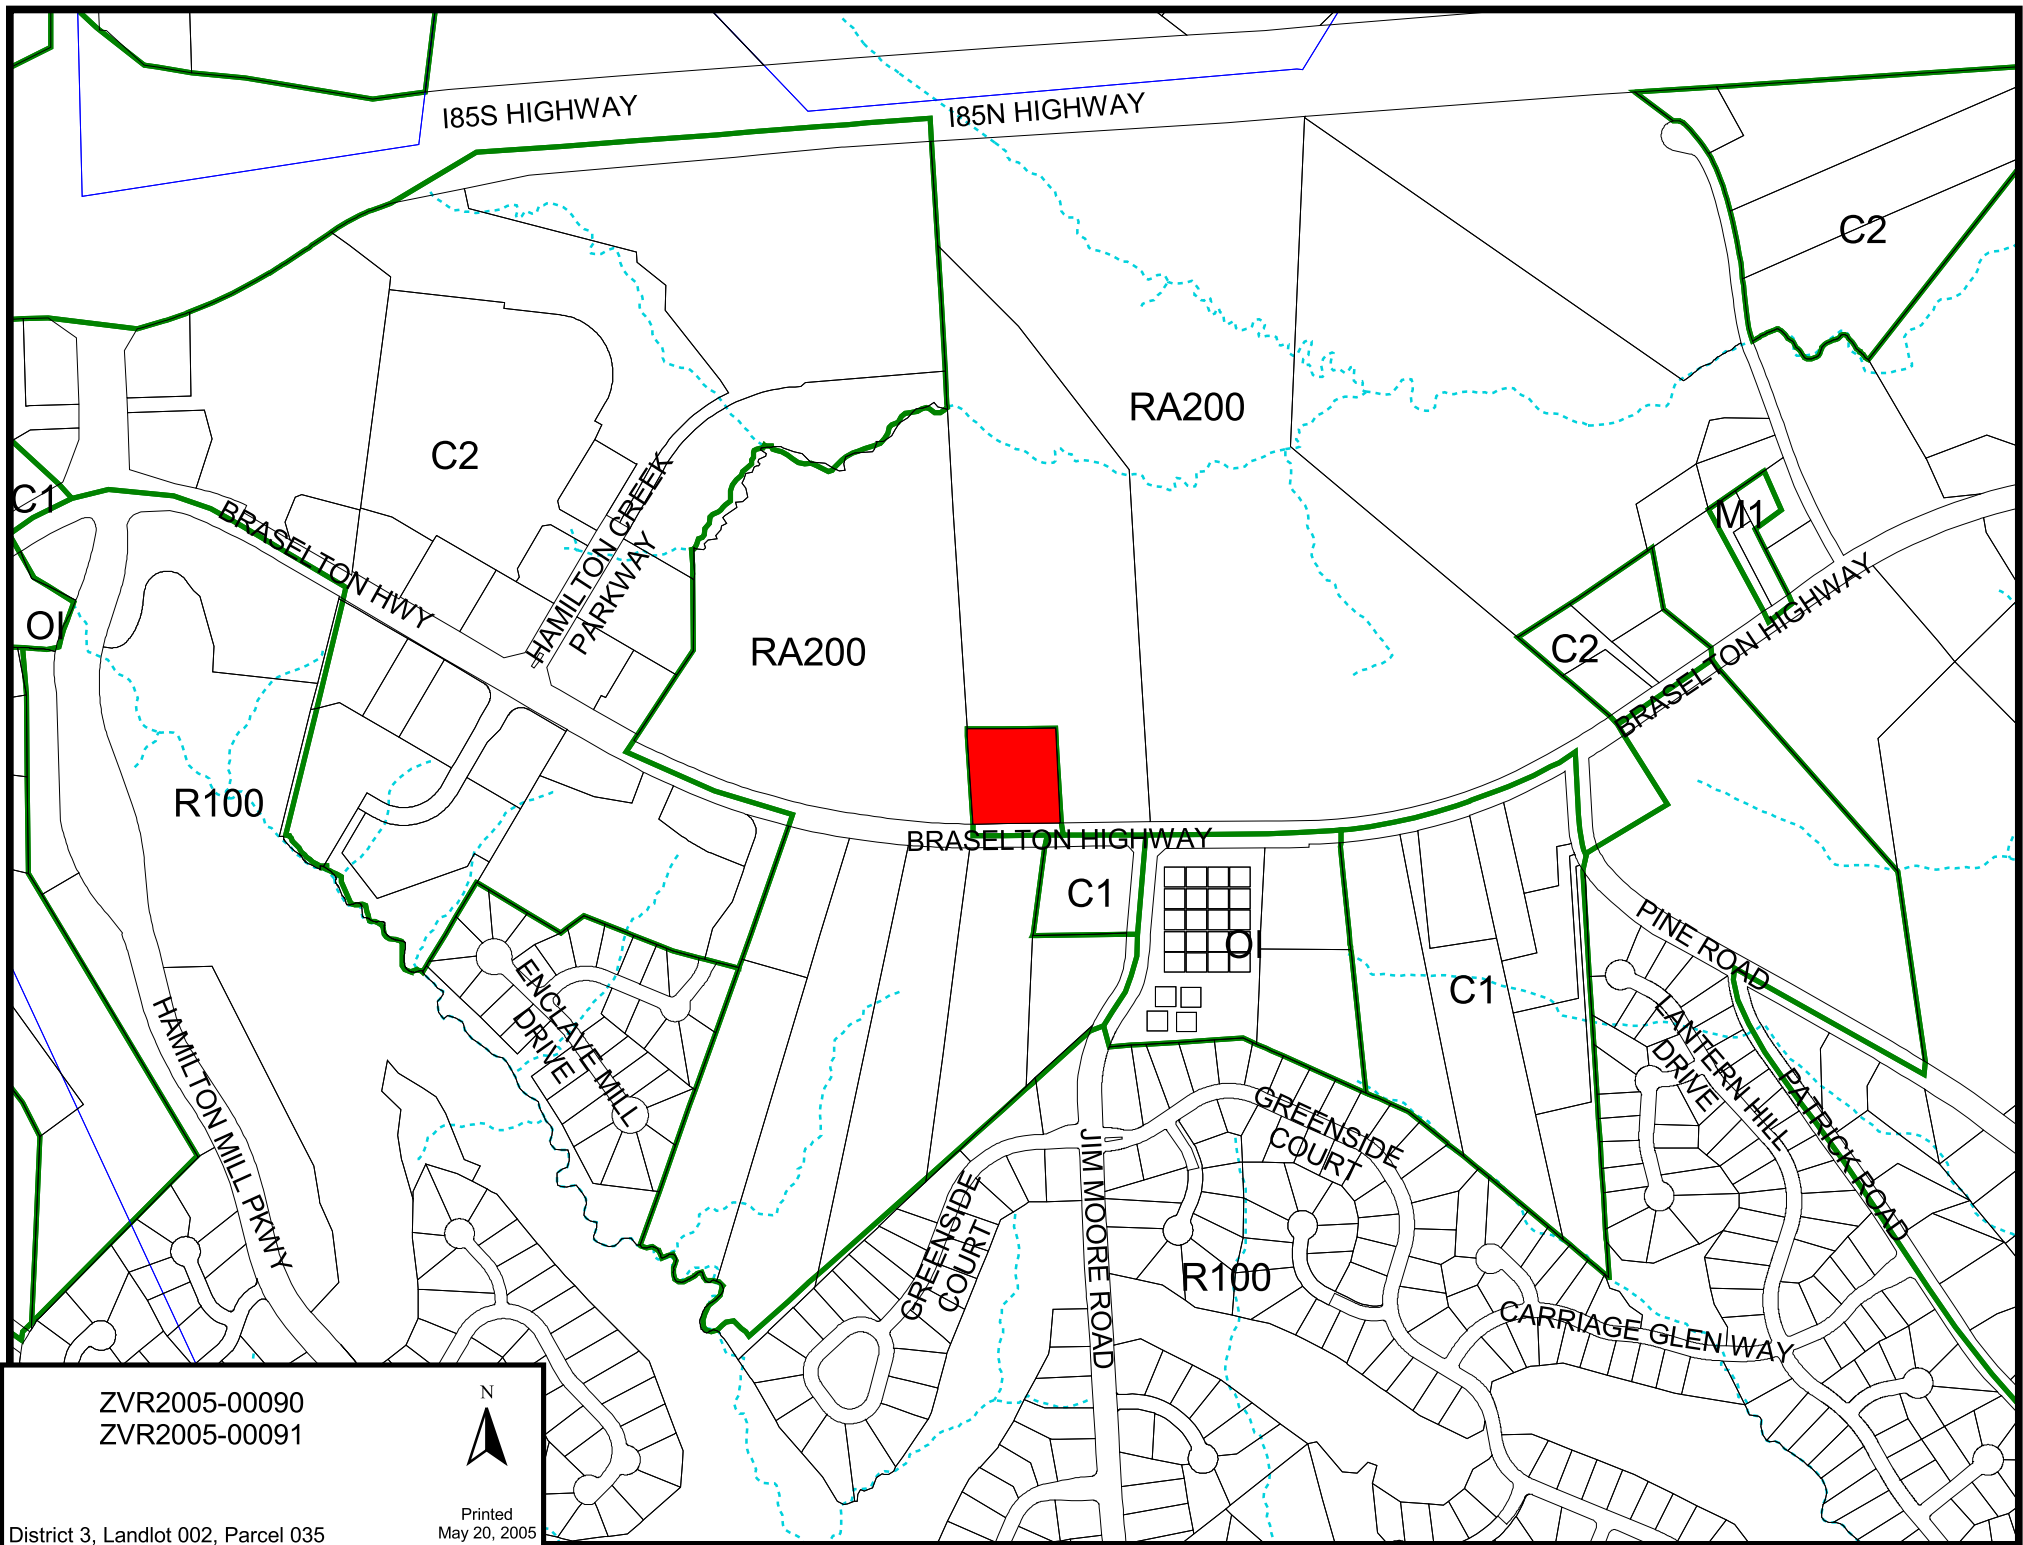 I85S HIGHWAY
I85N HIGHWAY
C2
RA200
C2
C1
M1
BRASELTON HWY
HAMILTON CREEK
PARKWAY
OI
RA200
C2
BRASELTON HIGHWAY
R100
BRASELTON HIGHWAY
C1
OI
C1
PINE ROAD
ENCLAVE MILL
DRIVE
LANTERN HILL
DRIVE
HAMILTON MILL PKWY
PATRICK ROAD
GREENSIDE
COURT
JIM MOORE ROAD
GREENSIDE
COURT
R100
CARRIAGE GLEN WAY
ZVR2005-00090
ZVR2005-00091
N
Printed
May 20, 2005
District 3, Landlot 002, Parcel 035